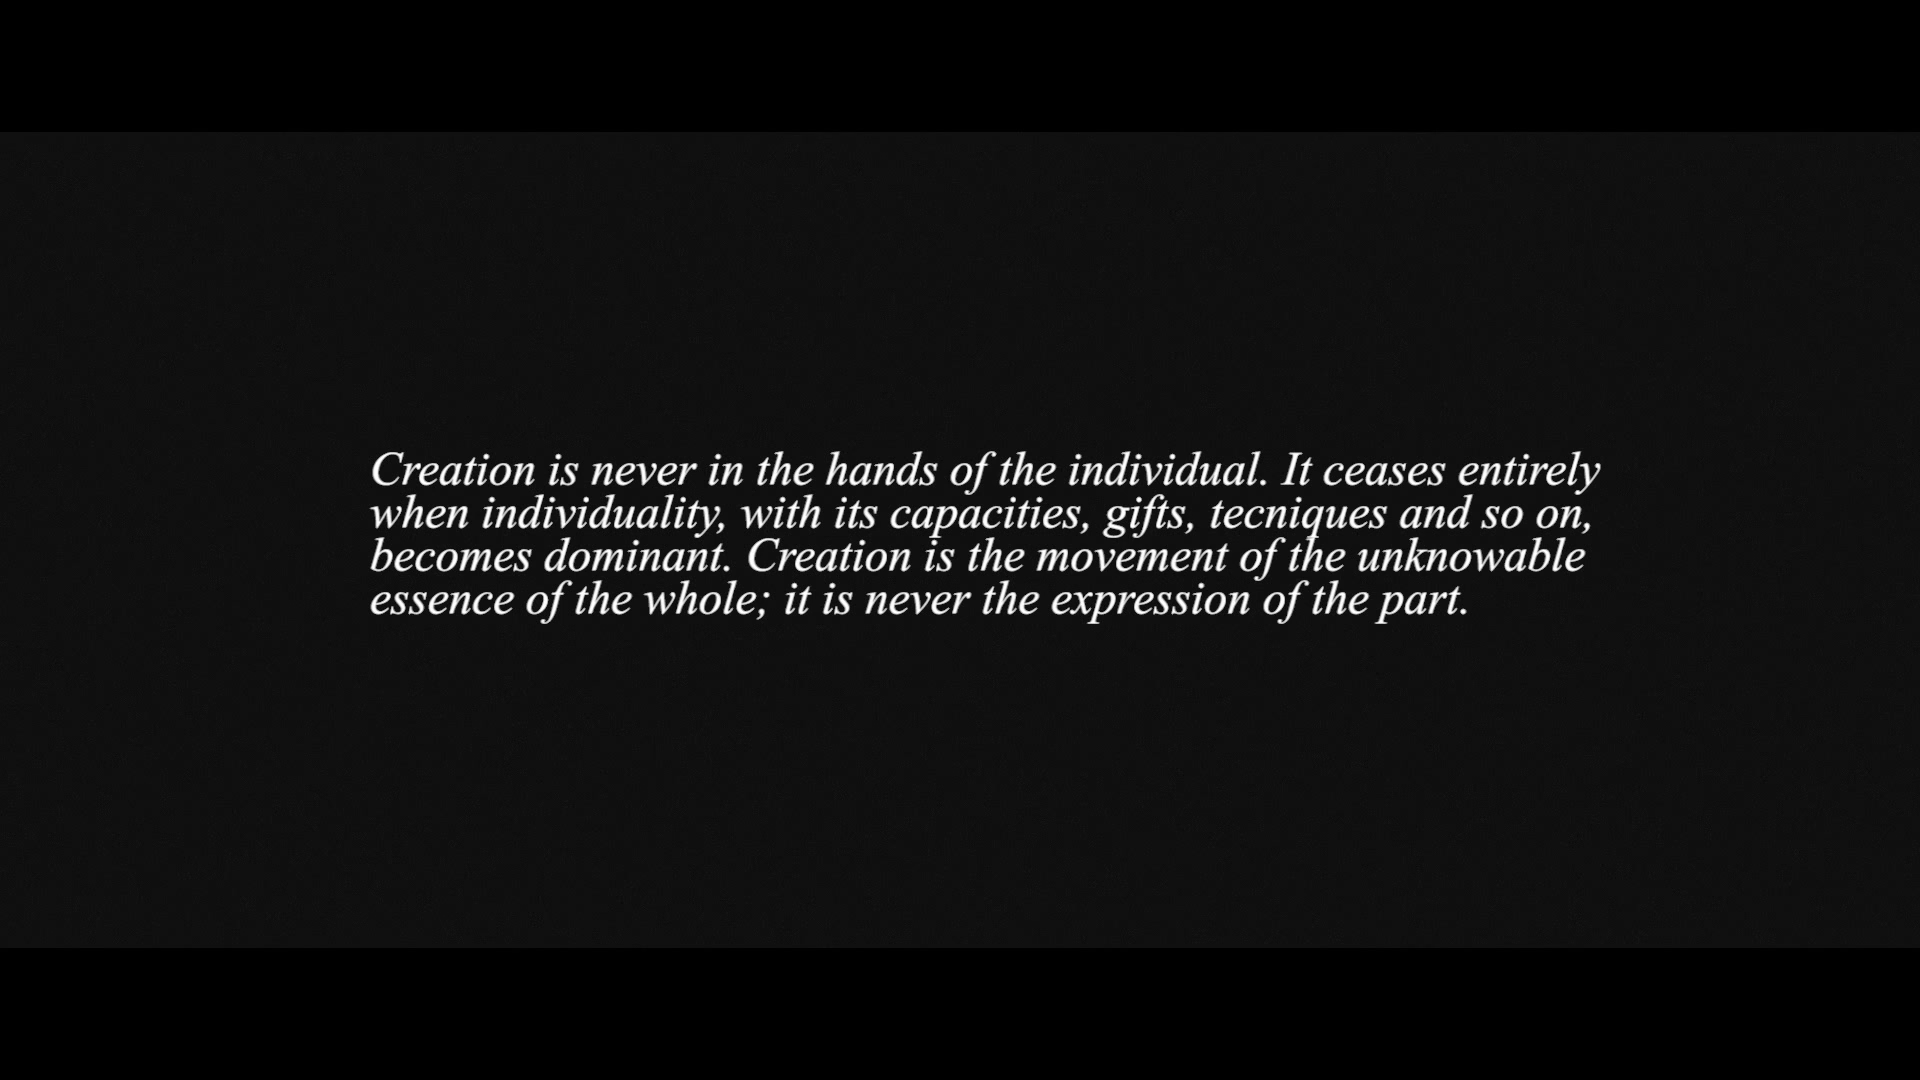 Creation is never in the hands of the individual. It ceases entirely
when individuality, with its capacities, gifts, tecniques and so on,
becomes dominant. Creation is the movement of the unknowable
essence of the whole; it is never the expression of the part.